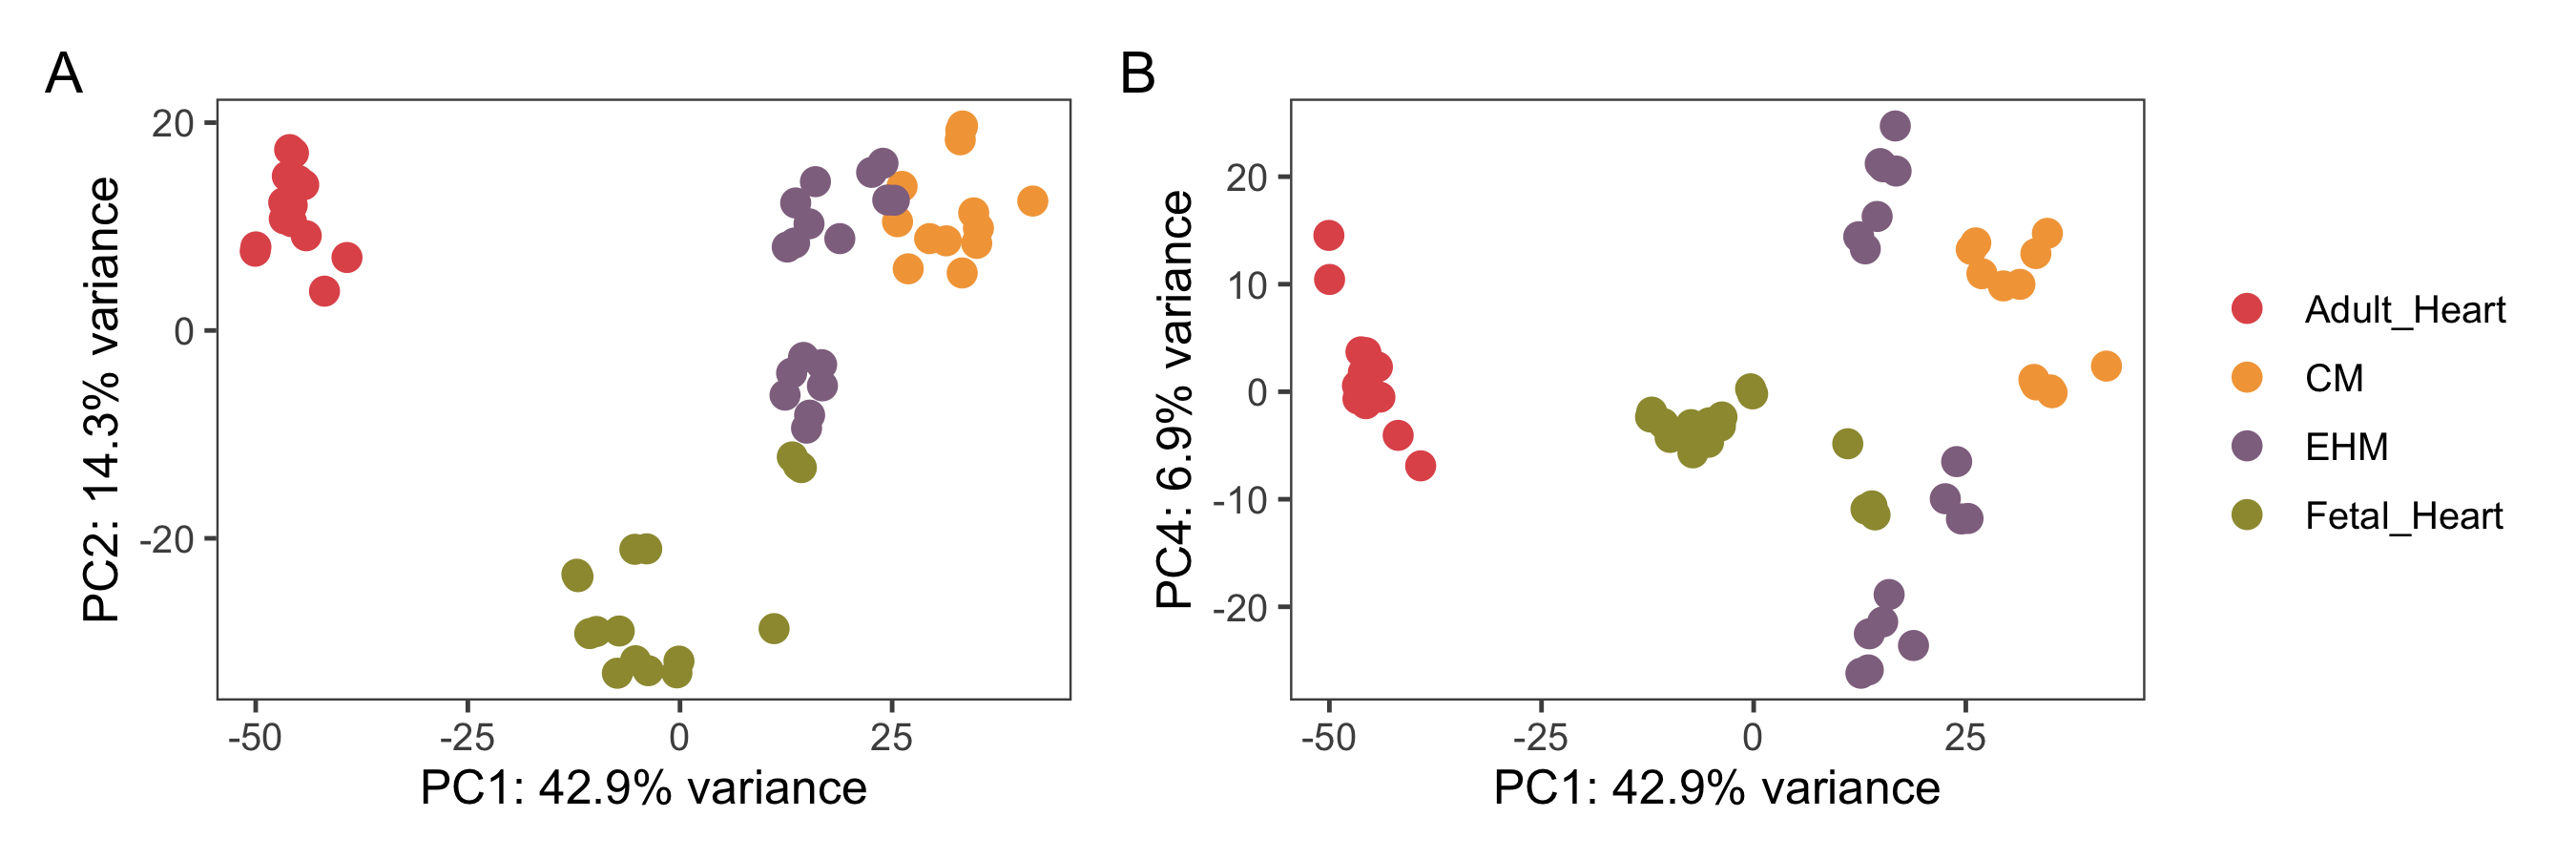 A
PC2: 14.3% variance
20
0
-20
-50
-25
0
25
PC1: 42.9% variance
B
PC4: 6.9% variance
20
10
0
-10
-20
-50
-25
0
25
PC1: 42.9% variance
Adult_Heart
CM
EHM
Fetal_Heart